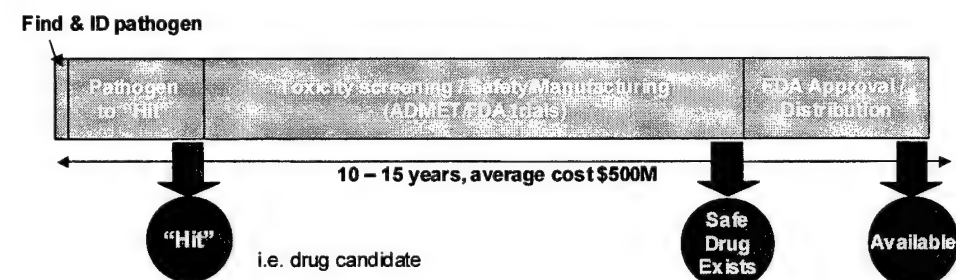 Find & ID pathogen
Pathogen
to "Hit"
Toxicity screening / Safety/Manufacturing
(ADMET/FDA trials)
FDA Approval /
Distribution
10 – 15 years, average cost $500M
"Hit"
i.e. drug candidate
Safe
Drug
Exists
Available